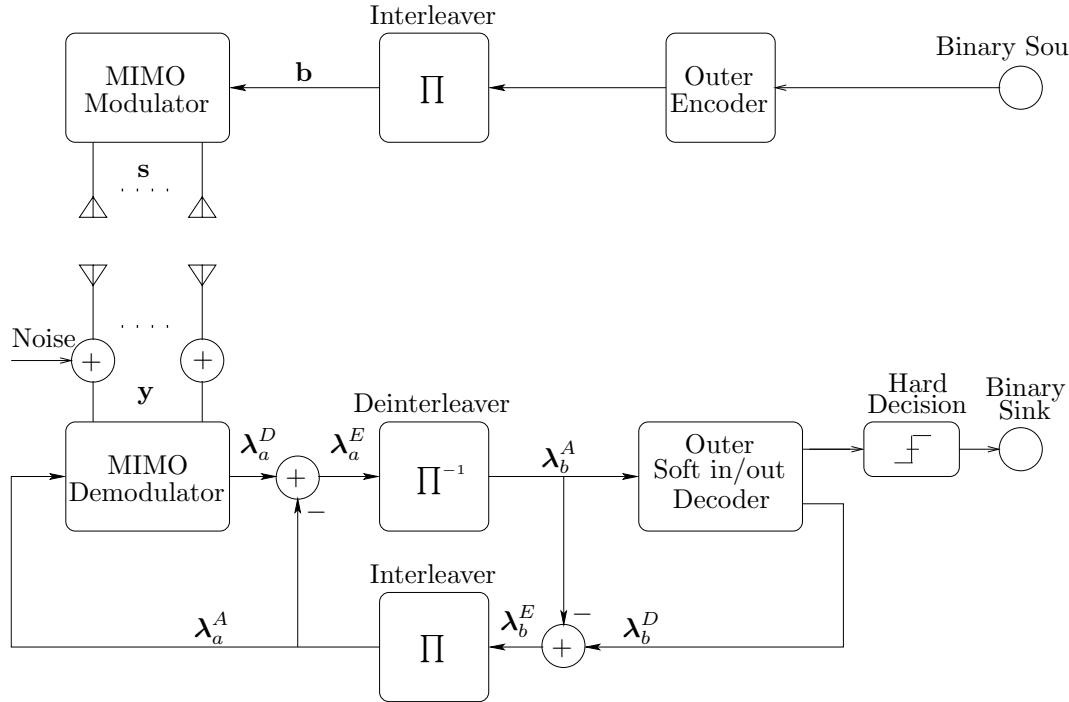 Interleaver
Binary Sou
MIMO
Modulator
b
∏
Outer
Encoder
s
. . . .
. . . .
Noise
+
+
y
Hard
Decision
Binary
Sink
Deinterleaver
MIMO
Demodulator
λ_a^D
+
−
λ_a^E
∏^{-1}
λ_b^A
Outer
Soft in/out
Decoder
Interleaver
λ_a^A
∏
λ_b^E
−
+
λ_b^D